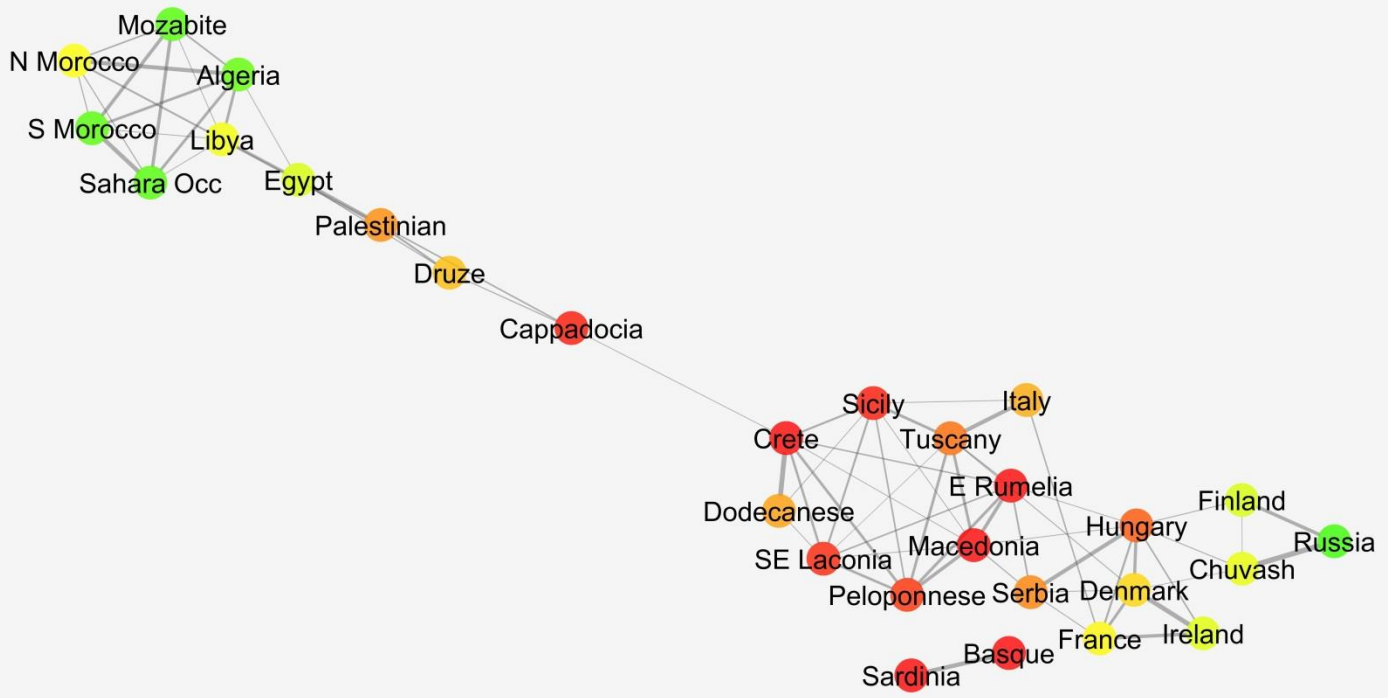 Mozabite
N Morocco
Algeria
S Morocco
Libya
Sahara Occ
Egypt
Palestinian
Druze
Cappadocia
Sicily
Italy
Crete
Tuscany
E Rumelia
Finland
Dodecanese
Hungary
Russia
SE Laconia
Macedonia
Chuvash
Peloponnese
Serbia
Denmark
France
Ireland
Basque
Sardinia